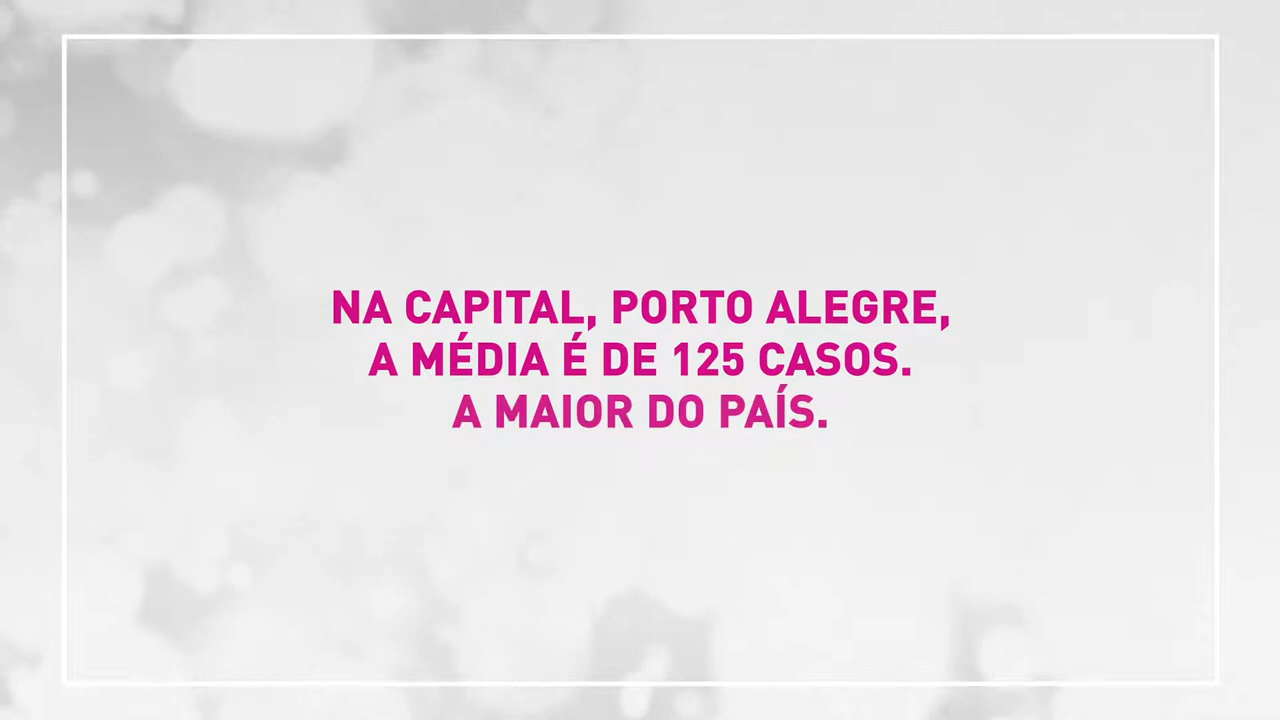 NA CAPITAL, PORTO ALEGRE,
A MÉDIA É DE 125 CASOS.
A MAIOR DO PAÍS.